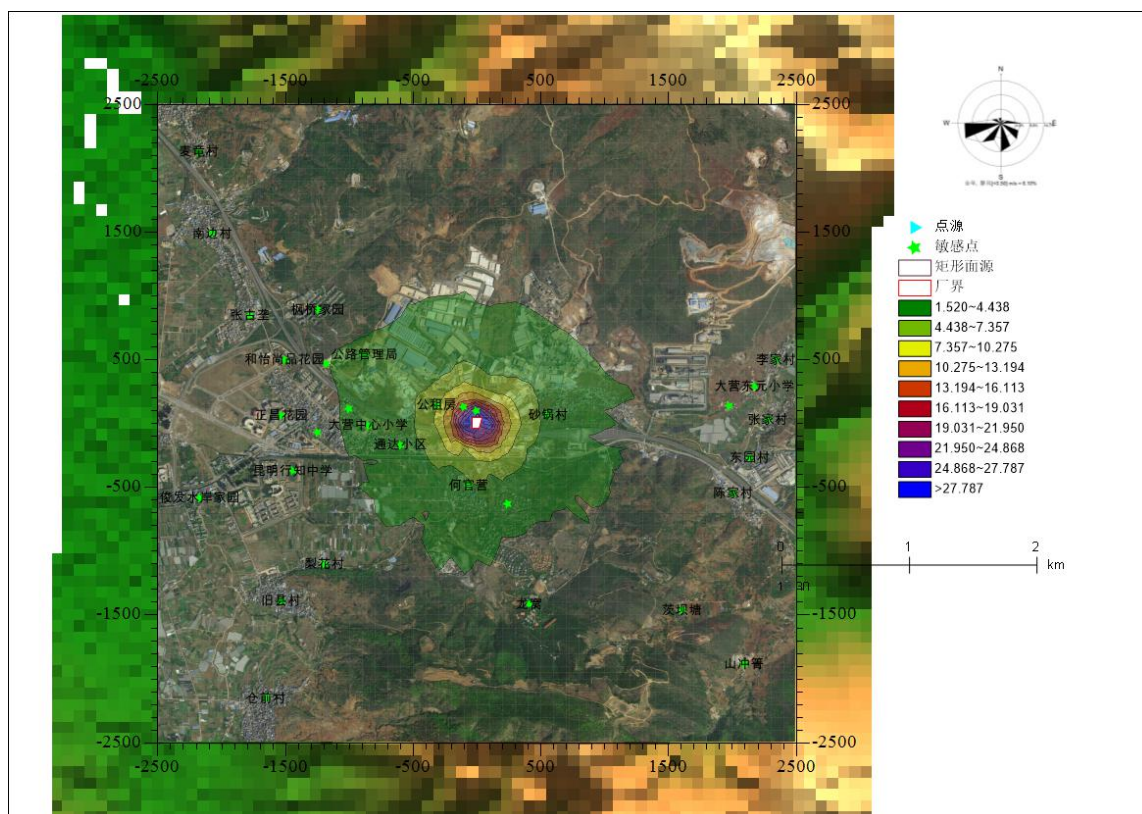 -2500 -1500 -500 500 1500 2500
2500 2500
1500 1500
500 500
-500 -500
-1500 -1500
-2500 -2500
-2500 -1500 -500 500 1500 2500
麦竜村
南边村
枫桥家园
张吉垄
和怡尚品花园
公路管理局
公租房
正昌花园
大营中心小学
砂锅村
通达小区
昆明行知中学
俊发水岸家园
何官营
李家村
大营东元小学
张家村
东园村
陈家村
梨花村
旧县村
龙窝
茨坝塘
山冲箐
仓前村
N
W
E
S
点源
敏感点
矩形面源
厂界
1.520~4.438
4.438~7.357
7.357~10.275
10.275~13.194
13.194~16.113
16.113~19.031
19.031~21.950
21.950~24.868
24.868~27.787
>27.787
0 1 2
km